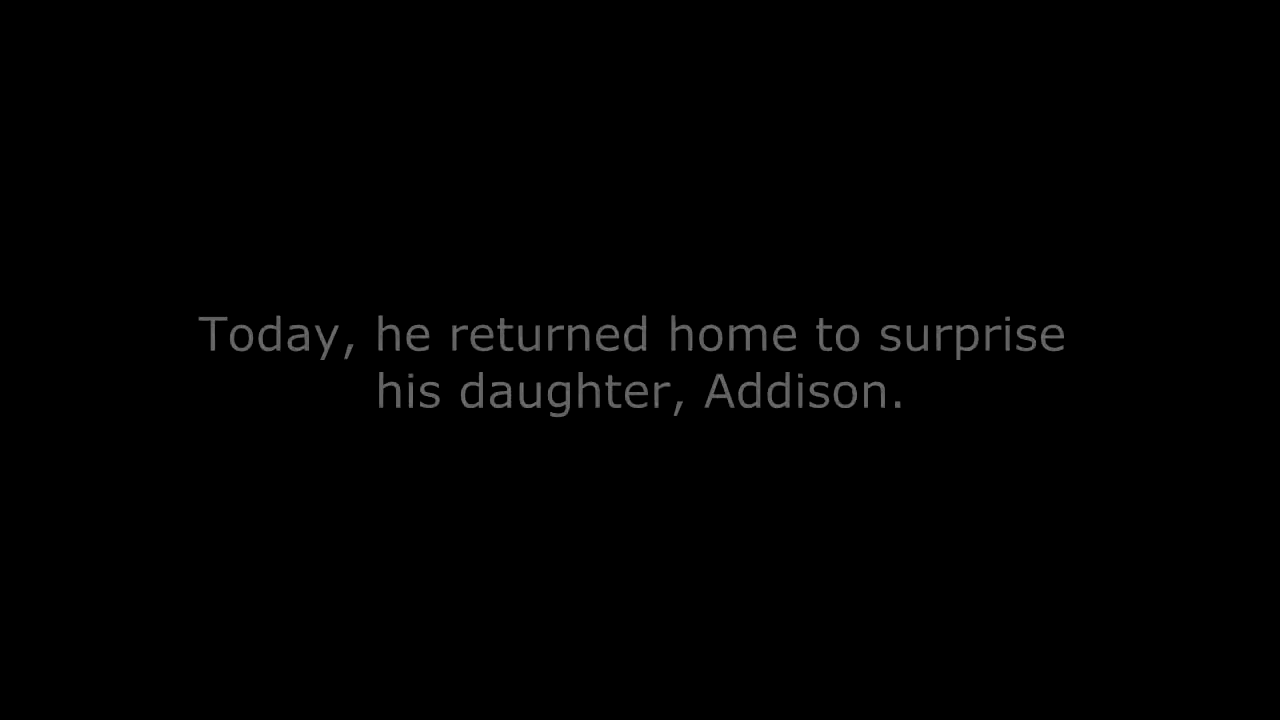 Today, he returned home to surprise
his daughter, Addison.